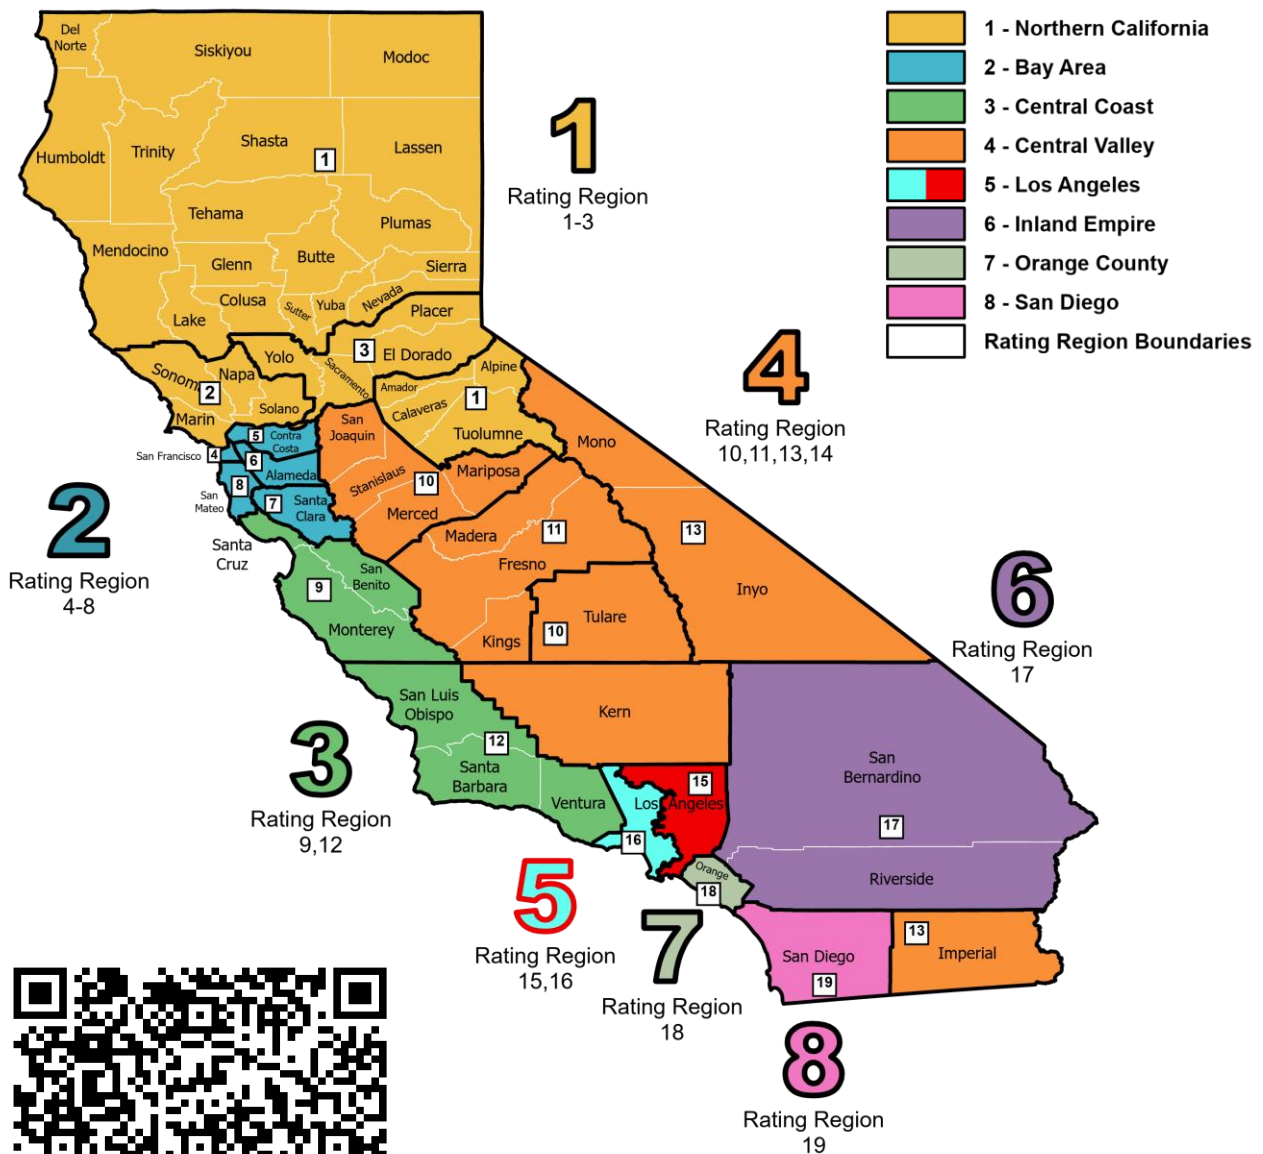 1 - Northern California
2 - Bay Area
3 - Central Coast
4 - Central Valley
5 - Los Angeles
6 - Inland Empire
7 - Orange County
8 - San Diego
Rating Region Boundaries
Del
Norte
Siskiyou
Modoc
Humboldt
Trinity
Shasta
1
Lassen
Tehama
Plumas
Mendocino
Glenn
Butte
Sierra
Colusa
Sutter
Yuba
Nevada
Lake
Placer
1
Rating Region
1-3
Yolo
3
El Dorado
Sonom
Napa
2
Sacramento
Alpine
Amador
Solano
Marin
Calaveras
1
Tuolumne
4
Rating Region
10,11,13,14
San
Joaquin
Mono
5
Contra
Costa
San Francisco
4
6
Alameda
Stanislaus
10
Mariposa
San
Mateo
8
7
Santa
Clara
Merced
2
Rating Region
4-8
Santa
Cruz
Madera
11
13
Fresno
San
Benito
9
Inyo
Monterey
Tulare
10
Kings
6
Rating Region
17
San Luis
Obispo
Kern
12
Santa
Barbara
3
Rating Region
9,12
Ventura
Los Angeles
15
16
San
Bernardino
17
Riverside
5
Rating Region
15,16
Orange
18
7
Rating Region
18
San Diego
19
13
Imperial
8
Rating Region
19